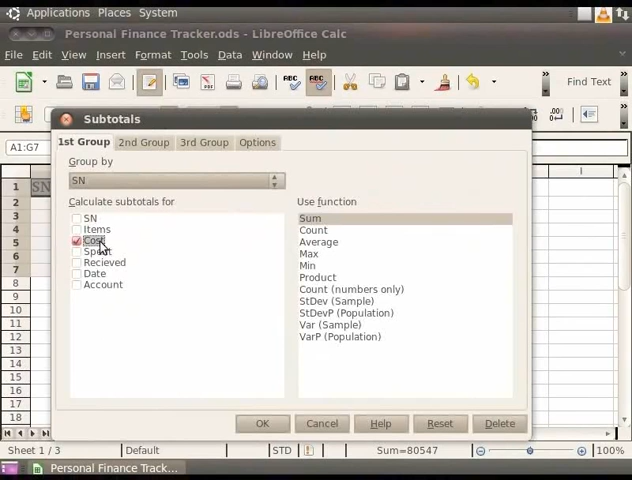 Applications Places System
Personal Finance Tracker.ods - LibreOffice Calc
File Edit View Insert Format Tools Data Window Help
ABC ABC Find Text
Subtotals
A1:G7
1st Group 2nd Group 3rd Group Options
Group by
SN
Calculate subtotals for
Use function
SN
Items
Cost
Spent
Recieved
Date
Account
Sum
Count
Average
Max
Min
Product
Count (numbers only)
StDev (Sample)
StDevP (Population)
Var (Sample)
VarP (Population)
OK Cancel Help Reset Delete
I
1 SN
2
3
4
5
6
7
8
9
10
11
12
13
14
15
16
17
18
Sheet 1 / 3 Default STD Sum=80547 100%
Personal Finance Track...